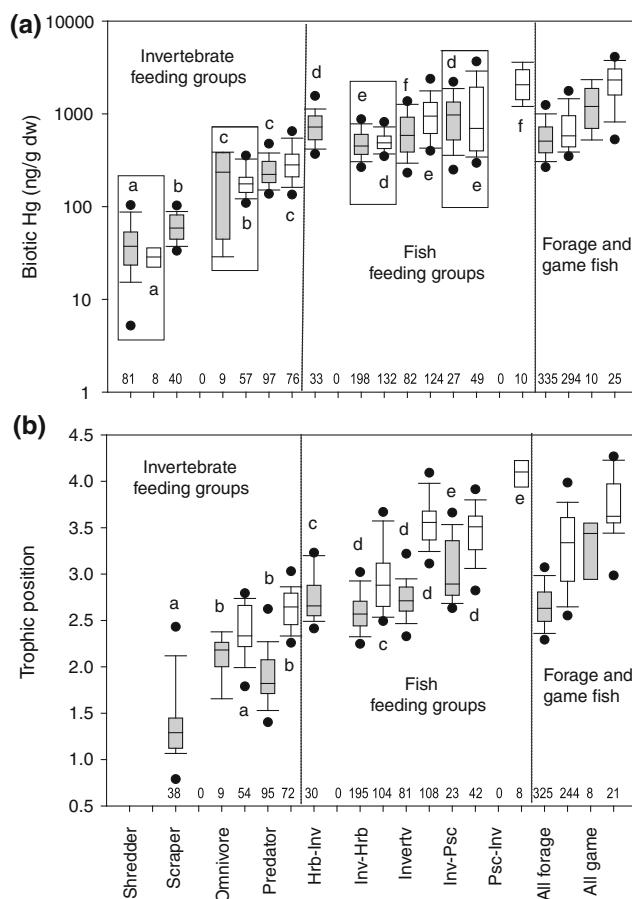 (a)
10000
1000
100
10
1
Biotic Hg (ng/g dw)
Invertebrate
feeding groups
Fish
feeding groups
Forage and
game fish
a
a
b
c
b
c
c
d
e
d
f
e
d
e
f
81 8 40 0 9 57 97 76 33 0 198 132 82 124 27 49 0 10 335 294 10 25
(b)
4.5
4.0
3.5
3.0
2.5
2.0
1.5
1.0
0.5
Trophic position
Invertebrate
feeding groups
Fish
feeding groups
Forage and
game fish
a
b
a
b
b
c
d
c
d
d
e
d
e
38 0 9 54 95 72 30 0 195 104 81 108 23 42 0 8 325 244 8 21
Shredder
Scraper
Omnivore
Predator
Hrb-Inv
Inv-Hrb
Invertv
Inv-Psc
Psc-Inv
All forage
All game